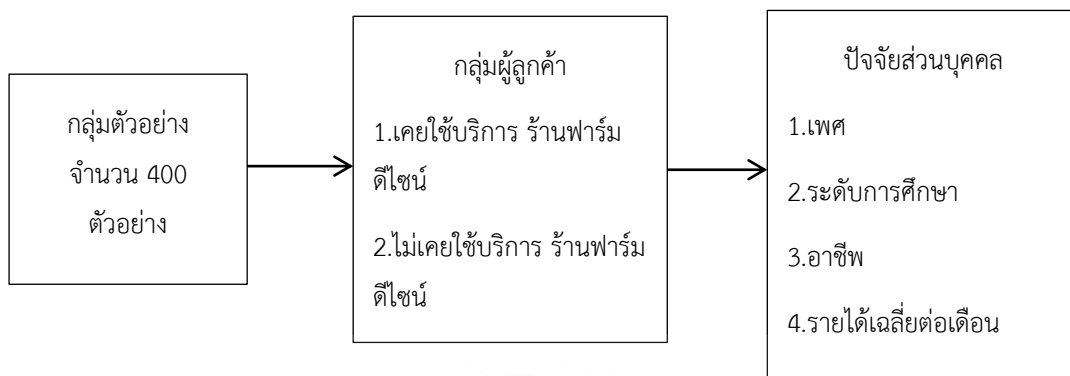 กลุ่มตัวอย่าง
จำนวน 400
ตัวอย่าง
กลุ่มผู้ลูกค้า
1.เคยใช้บริการ ร้านฟาร์ม
ดีไซน์
2.ไม่เคยใช้บริการ ร้านฟาร์ม
ดีไซน์
ปัจจัยส่วนบุคคล
1.เพศ
2.ระดับการศึกษา
3.อาชีพ
4.รายได้เฉลี่ยต่อเดือน